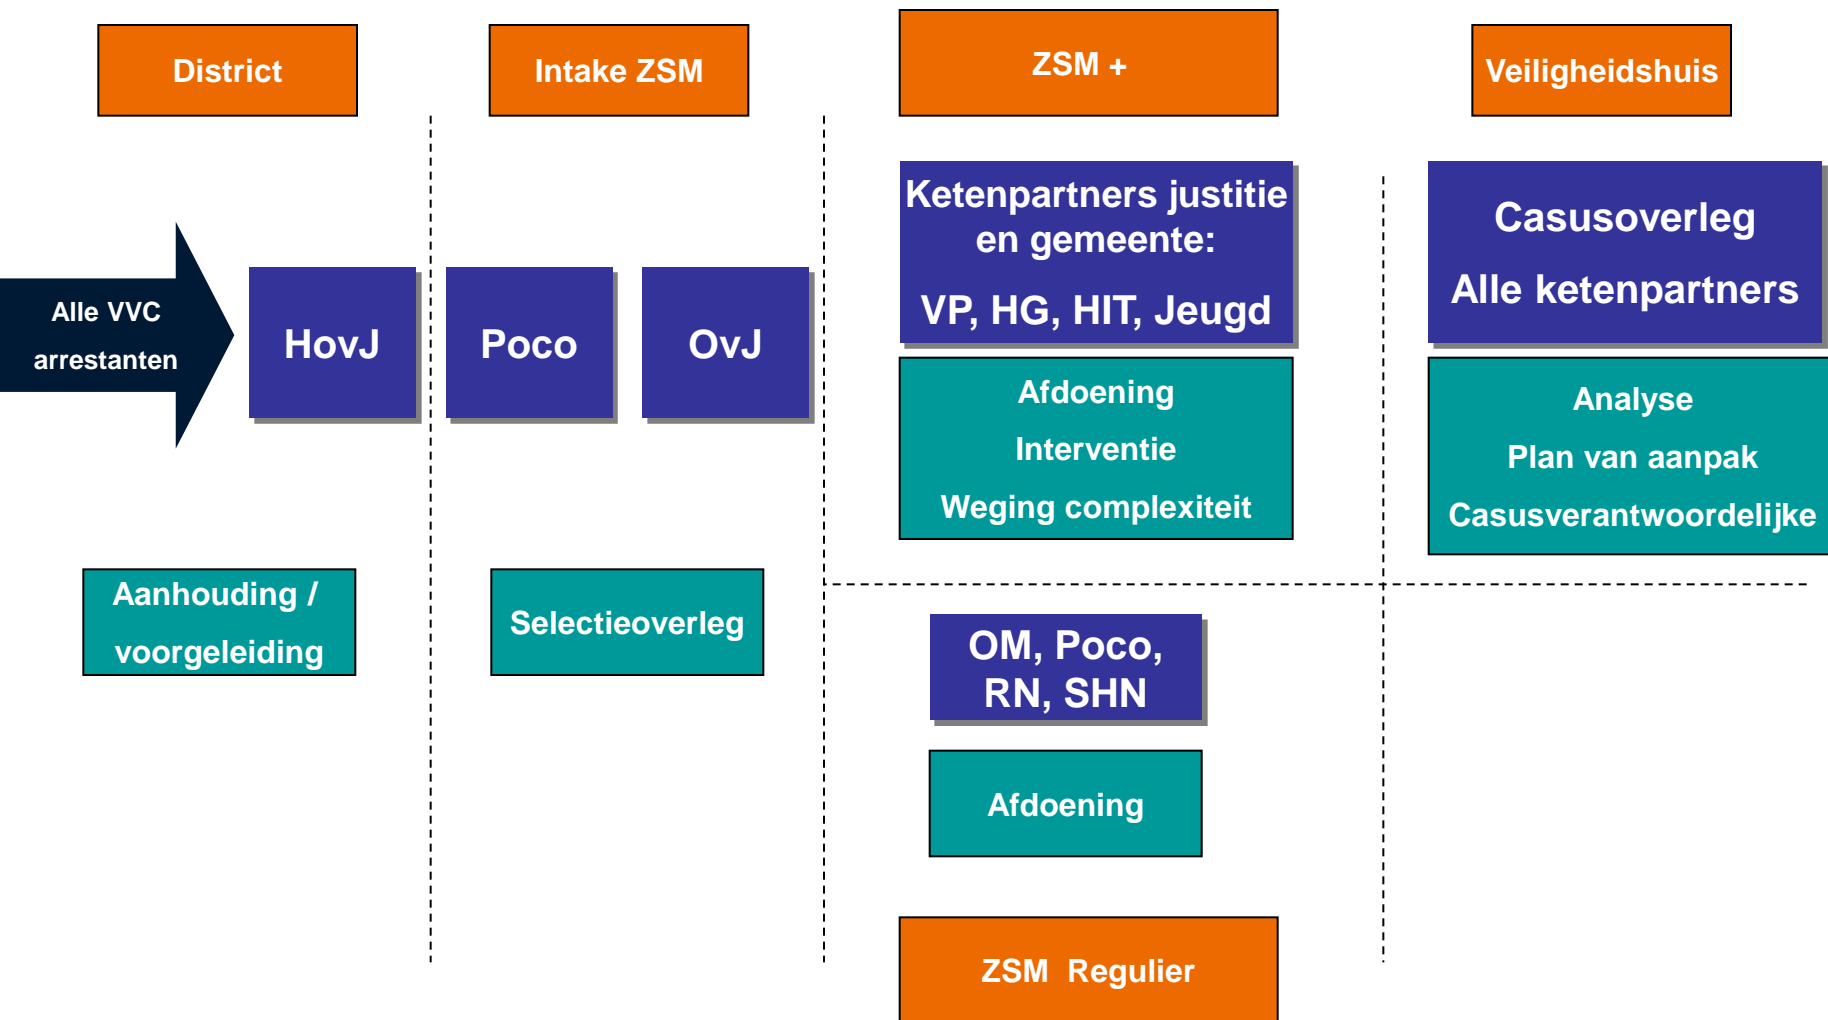 District
Intake ZSM
ZSM +
Veiligheidshuis
Alle VVC
arrestanten
HovJ
Poco
OvJ
Ketenpartners justitie
en gemeente:
VP, HG, HIT, Jeugd
Casusoverleg
Alle ketenpartners
Afdoening
Interventie
Weging complexiteit
Analyse
Plan van aanpak
Casusverantwoordelijke
Aanhouding /
voorgeleiding
Selectieoverleg
OM, Poco,
RN, SHN
Afdoening
ZSM Regulier